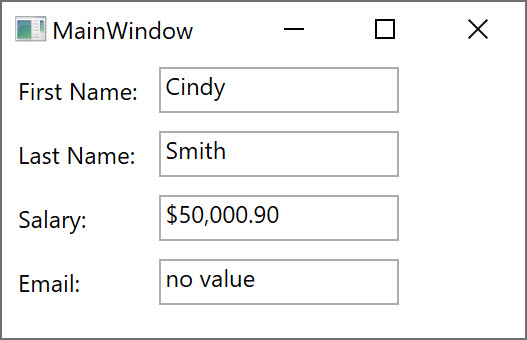 MainWindow
First Name: Cindy
Last Name: Smith
Salary: $50,000.90
Email: no value